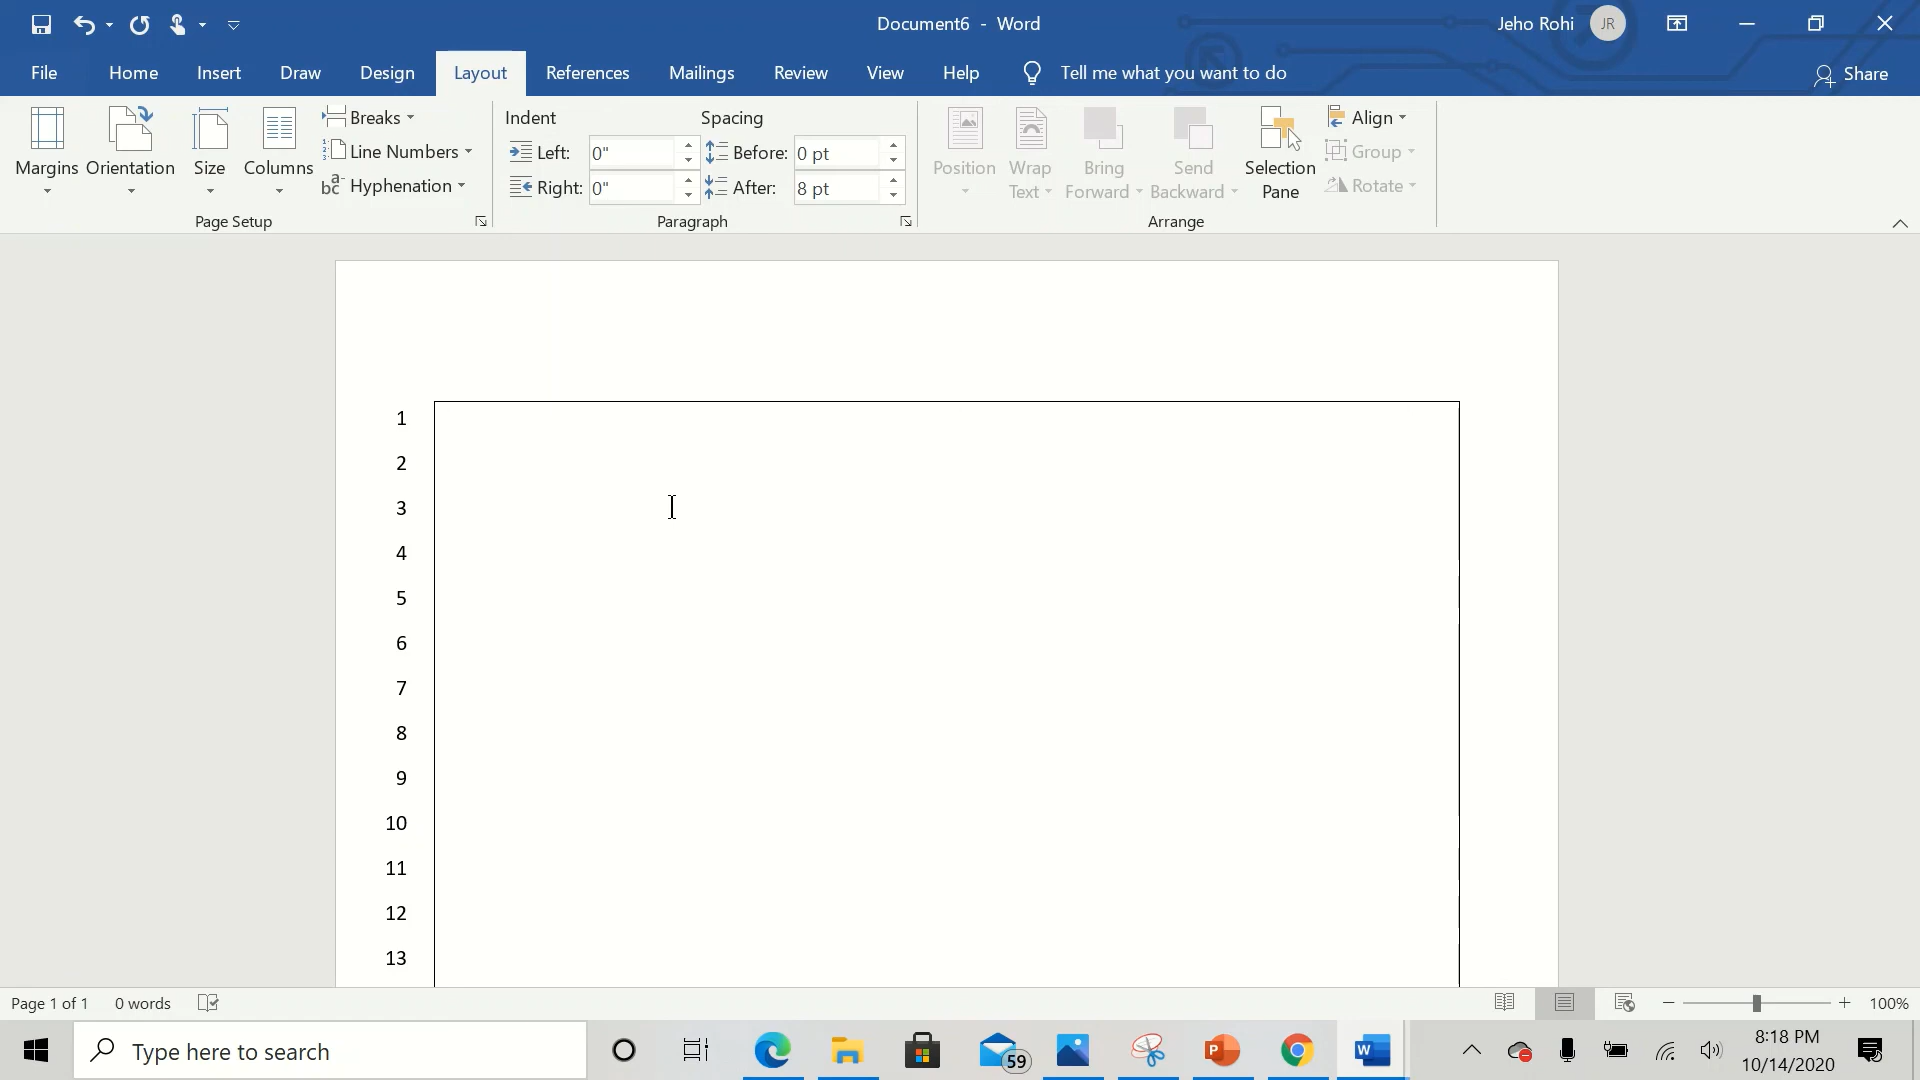 Document6 - Word
Jeho Rohi
JR
File Home Insert Draw Design Layout References Mailings Review View Help Tell me what you want to do Share
Margins Orientation Size Columns
Breaks
Line Numbers
Hyphenation
Page Setup
Indent
Left: 0"
Right: 0"
Spacing
Before: 0 pt
After: 8 pt
Paragraph
Position
Wrap Text
Bring Forward
Send Backward
Selection Pane
Align
Group
Rotate
Arrange
1
2
3
4
5
6
7
8
9
10
11
12
13
Page 1 of 1 0 words 100%
Type here to search
59
8:18 PM
10/14/2020